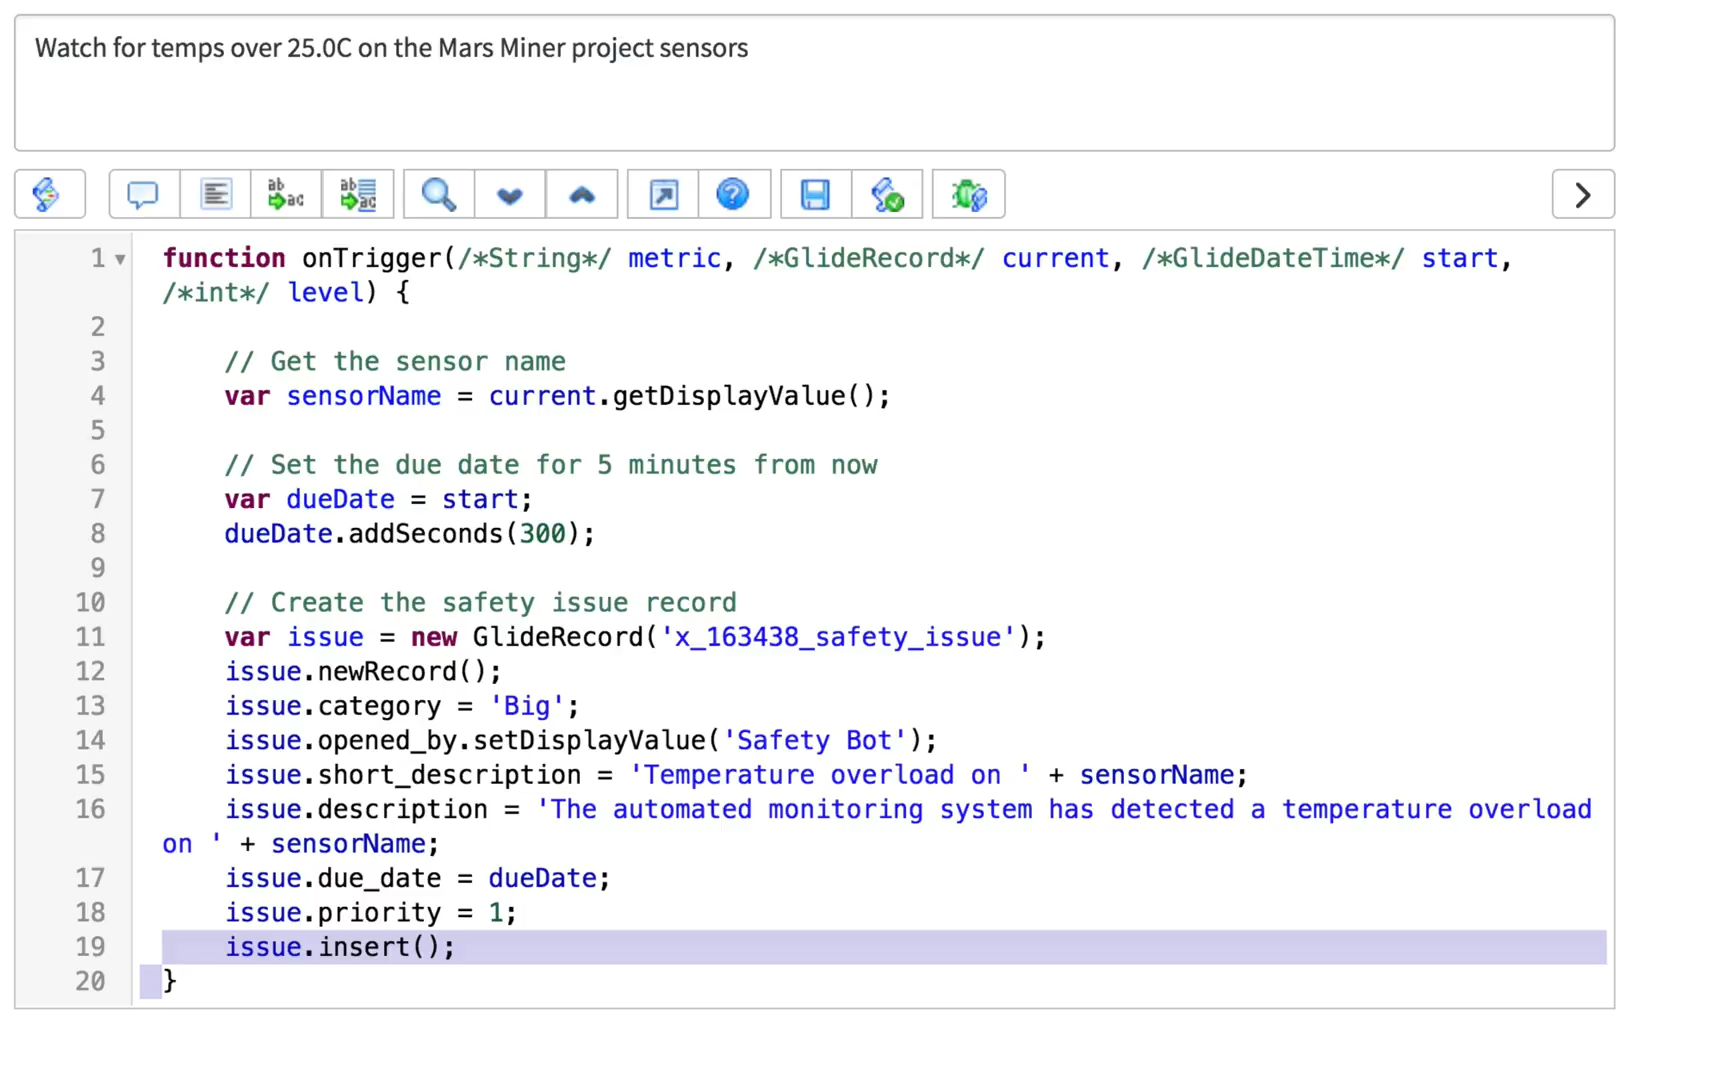 Watch for temps over 25.0C on the Mars Miner project sensors
ab ac ab ac
1 function onTrigger(/*String*/ metric, /*GlideRecord*/ current, /*GlideDateTime*/ start,
/*int*/ level) {
2
3 // Get the sensor name
4 var sensorName = current.getDisplayValue();
5
6 // Set the due date for 5 minutes from now
7 var dueDate = start;
8 dueDate.addSeconds(300);
9
10 // Create the safety issue record
11 var issue = new GlideRecord('x_163438_safety_issue');
12 issue.newRecord();
13 issue.category = 'Big';
14 issue.opened_by.setDisplayValue('Safety Bot');
15 issue.short_description = 'Temperature overload on ' + sensorName;
16 issue.description = 'The automated monitoring system has detected a temperature overload
on ' + sensorName;
17 issue.due_date = dueDate;
18 issue.priority = 1;
19 issue.insert();
20 }